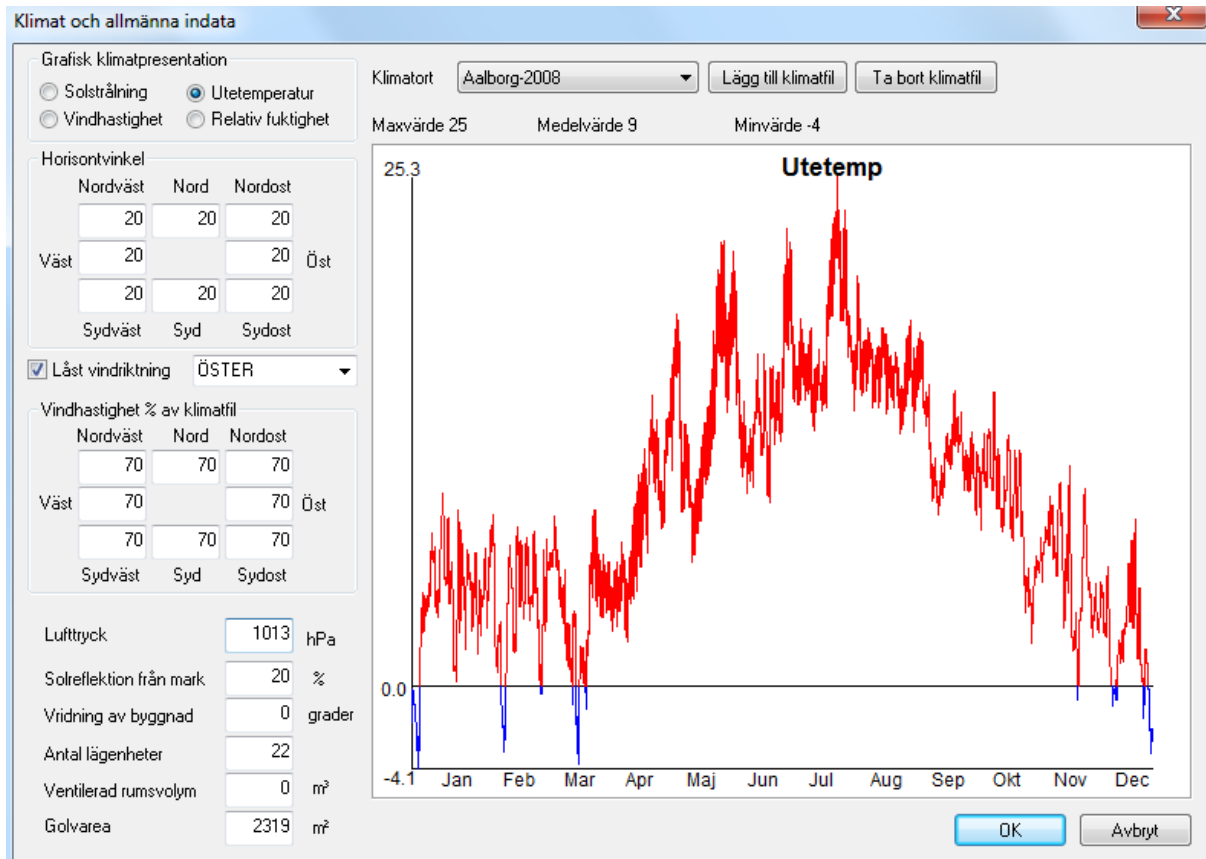 Klimat och allmänna indata
x
Grafisk klimatpresentation
Solstrålning Utetemperatur
Vindhastighet Relativ fuktighet
Horisontvinkel
Nordväst Nord Nordost
20 20 20
Väst 20 20 Öst
20 20 20
Sydväst Syd Sydost
Låst vindriktning ÖSTER
Vindhastighet % av klimatfil
Nordväst Nord Nordost
70 70 70
Väst 70 70 Öst
70 70 70
Sydväst Syd Sydost
Lufttryck 1013 hPa
Solreflektion från mark 20 %
Vridning av byggnad 0 grader
Antal lägenheter 22
Ventilerad rumsvolym 0 m³
Golvarea 2319 m²
Klimatort Aalborg-2008 Lägg till klimatfil Ta bort klimatfil
Maxvärde 25 Medelvärde 9 Minvärde -4
Utetemp
25.3
0.0
-4.1 Jan Feb Mar Apr Maj Jun Jul Aug Sep Okt Nov Dec
OK Avbryt